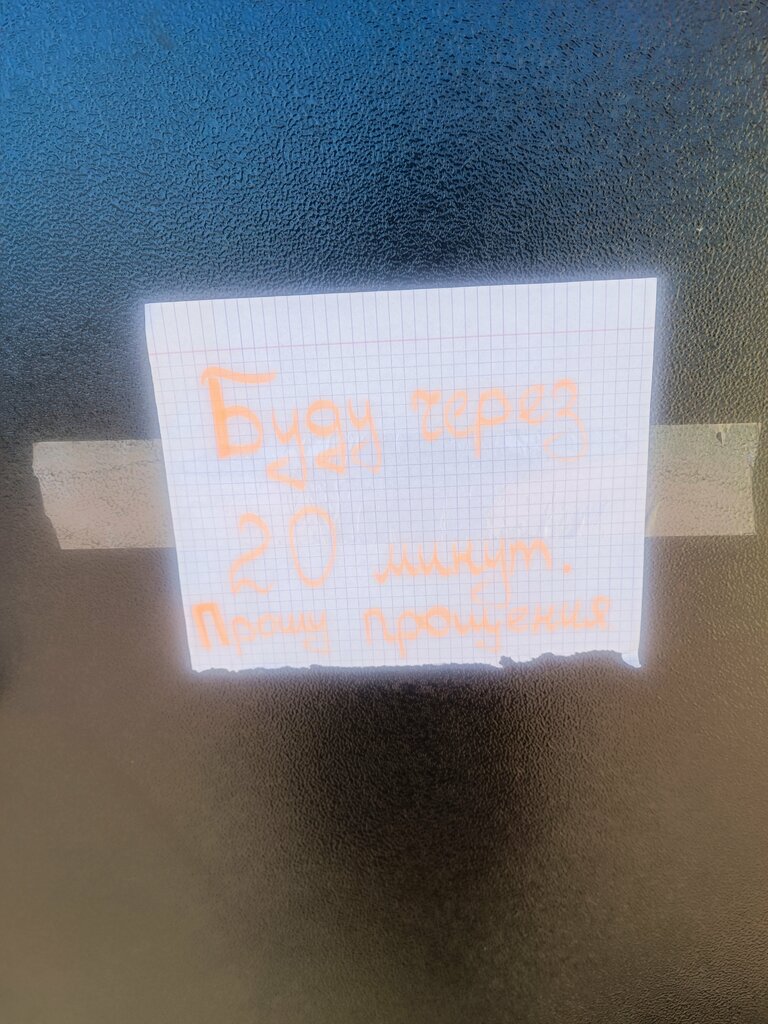 Буду через
20 минут.
Прошу прощения